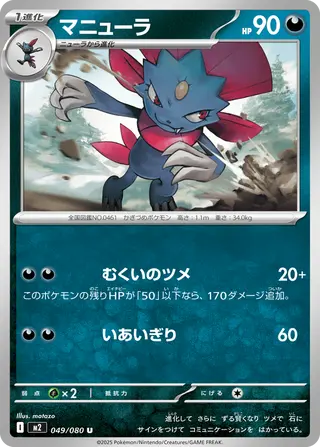 1進化
マニューラ
HP90
ニューラから進化
全国図鑑NO.0461 かぎづめポケモン 高さ：1.1m 重さ：34.0kg
むくいのツメ 20+
このポケモンの残りHPが「50」以下なら、170ダメージ追加。
いあいぎり 60
弱点 ×2 抵抗力 にげる
Illus. motazo
I m2 049/080 U
進化して さらに ずる賢くなった。石に
サインをつけて コミュニケーションを はかっている。
©2025 Pokémon/Nintendo/Creatures/GAME FREAK.